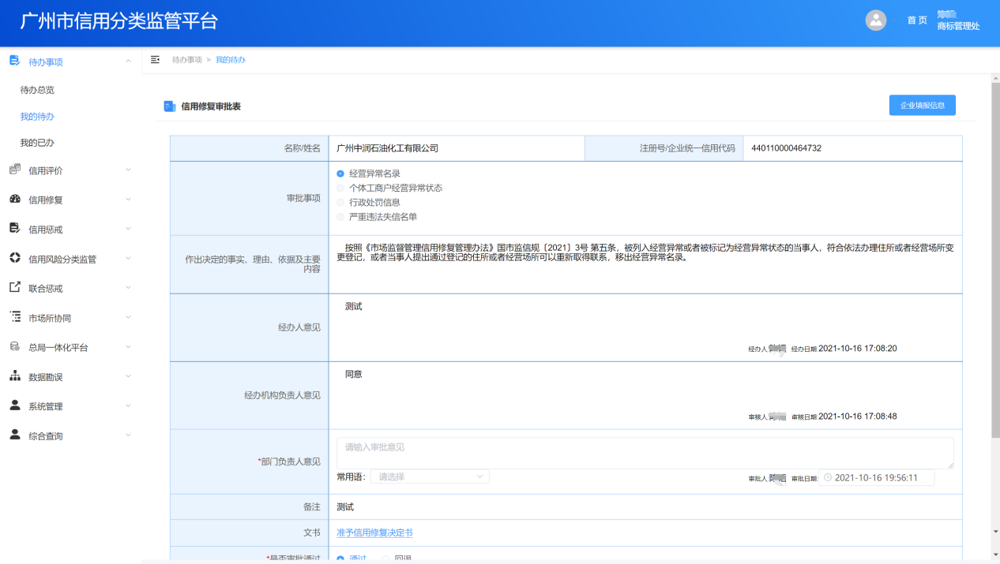 广州市信用分类监管平台
首页
商标管理处
待办事项
待办事项 > 我的待办
待办总览
我的待办
我的已办
信用评价
信用修复
信用惩戒
信用风险分类监管
联合惩戒
市场所协同
总局一体化平台
数据勘误
系统管理
综合查询
信用修复审批表
企业填报信息
名称/姓名
广州中润石油化工有限公司
注册号/企业统一信用代码
440110000464732
审批事项
经营异常名录
个体工商户经营异常状态
行政处罚信息
严重违法失信名单
作出决定的事实、理由、依据及主要
内容
按照《市场监督管理信用修复管理办法》国市监信规〔2021〕3号 第五条，被列入经营异常或者被标记为经营异常状态的当事人，符合依法办理住所或者经营场所变
更登记，或者当事人提出通过登记的住所或者经营场所可以重新取得联系，移出经营异常名录。
经办人意见
测试
经办人 经办日期 2021-10-16 17:08:20
经办机构负责人意见
同意
审核人 审核日期 2021-10-16 17:08:48
*部门负责人意见
请输入审批意见
常用语： 请选择
审批人 审批日期 2021-10-16 19:56:11
备注
测试
文书
准予信用修复决定书
*是否审批通过
通过 回退